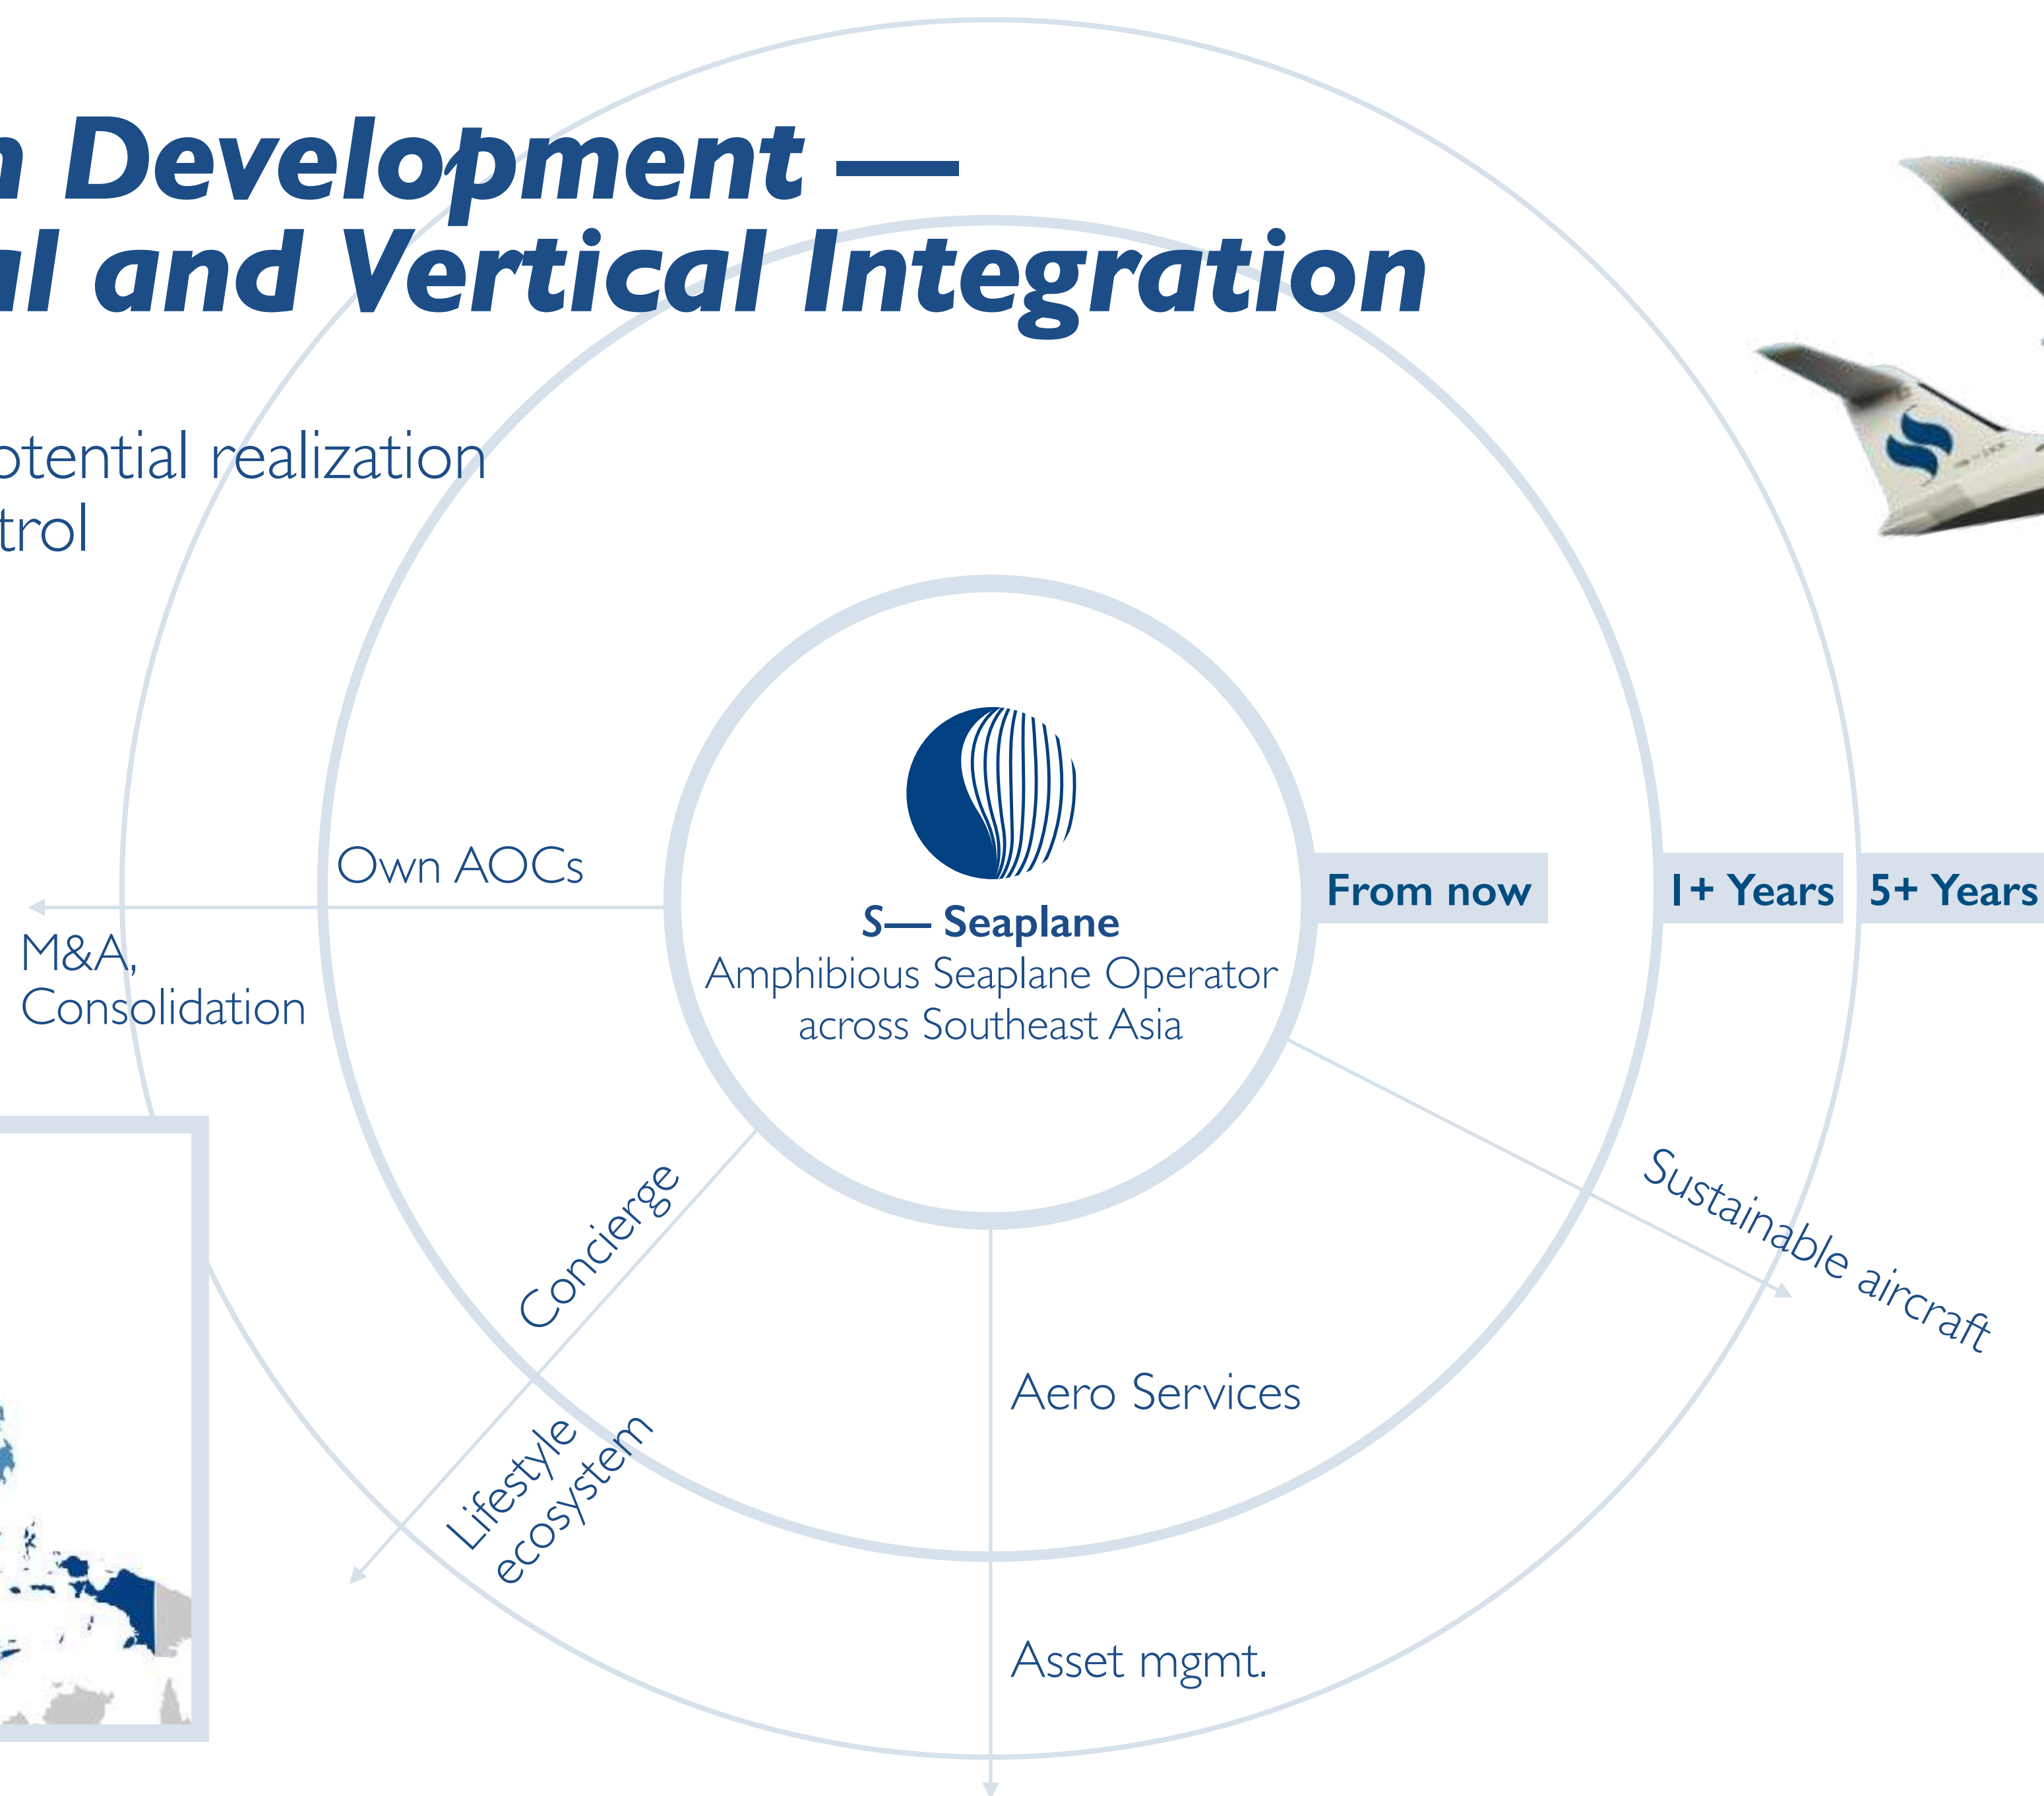 n Development —
al and Vertical Integration
otential realization
trol
Own AOCs
M&A,
Consolidation
S— Seaplane
Amphibious Seaplane Operator
across Southeast Asia
From now
1+ Years
5+ Years
Sustainable aircraft
Concierge
Lifestyle
ecosystem
Aero Services
Asset mgmt.